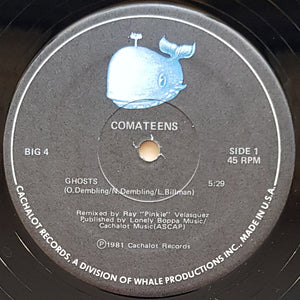 COMATEENS
BIG 4
SIDE 1
45 RPM
GHOSTS 5:29
(O.Dembling/N.Dembling/L.Billman)
Remixed by Ray "Pinkie" Velasquez
Published by Lonely Boppa Music/
Cachalot Music(ASCAP)
Ⓟ©1981 Cachalot Records
CACHALOT RECORDS, A DIVISION OF WHALE PRODUCTIONS INC., MADE IN U.S.A.